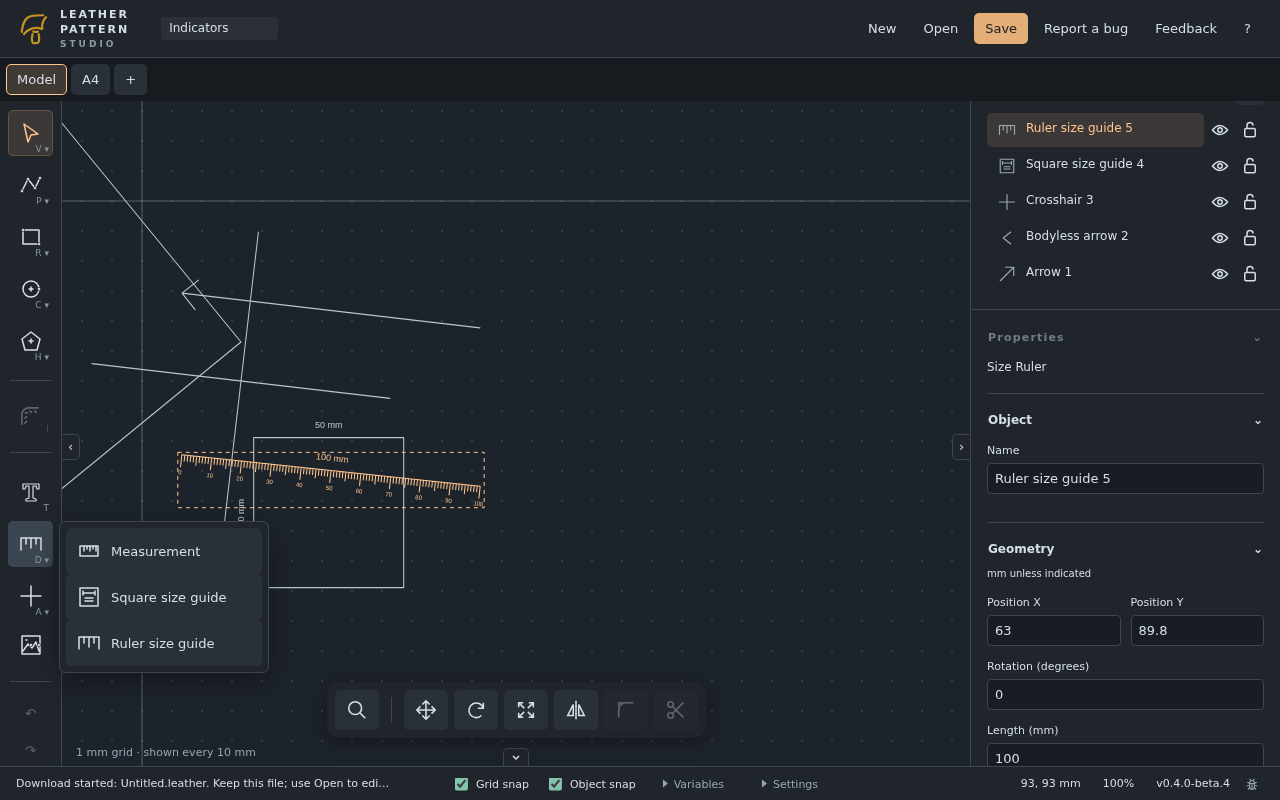 LEATHER
PATTERN
STUDIO
Indicators
New
Open
Save
Report a bug
Feedback
?
Model
A4
+
V
P
R
C
H
I
T
D
A
50 mm
100 mm
0 10 20 30 40 50 60 70 80 90 100
0 mm
Measurement
Square size guide
Ruler size guide
1 mm grid · shown every 10 mm
Ruler size guide 5
Square size guide 4
Crosshair 3
Bodyless arrow 2
Arrow 1
Properties
Size Ruler
Object
Name
Ruler size guide 5
Geometry
mm unless indicated
Position X
Position Y
63
89.8
Rotation (degrees)
0
Length (mm)
100
Download started: Untitled.leather. Keep this file; use Open to edi...
Grid snap
Object snap
Variables
Settings
93, 93 mm
100%
v0.4.0-beta.4